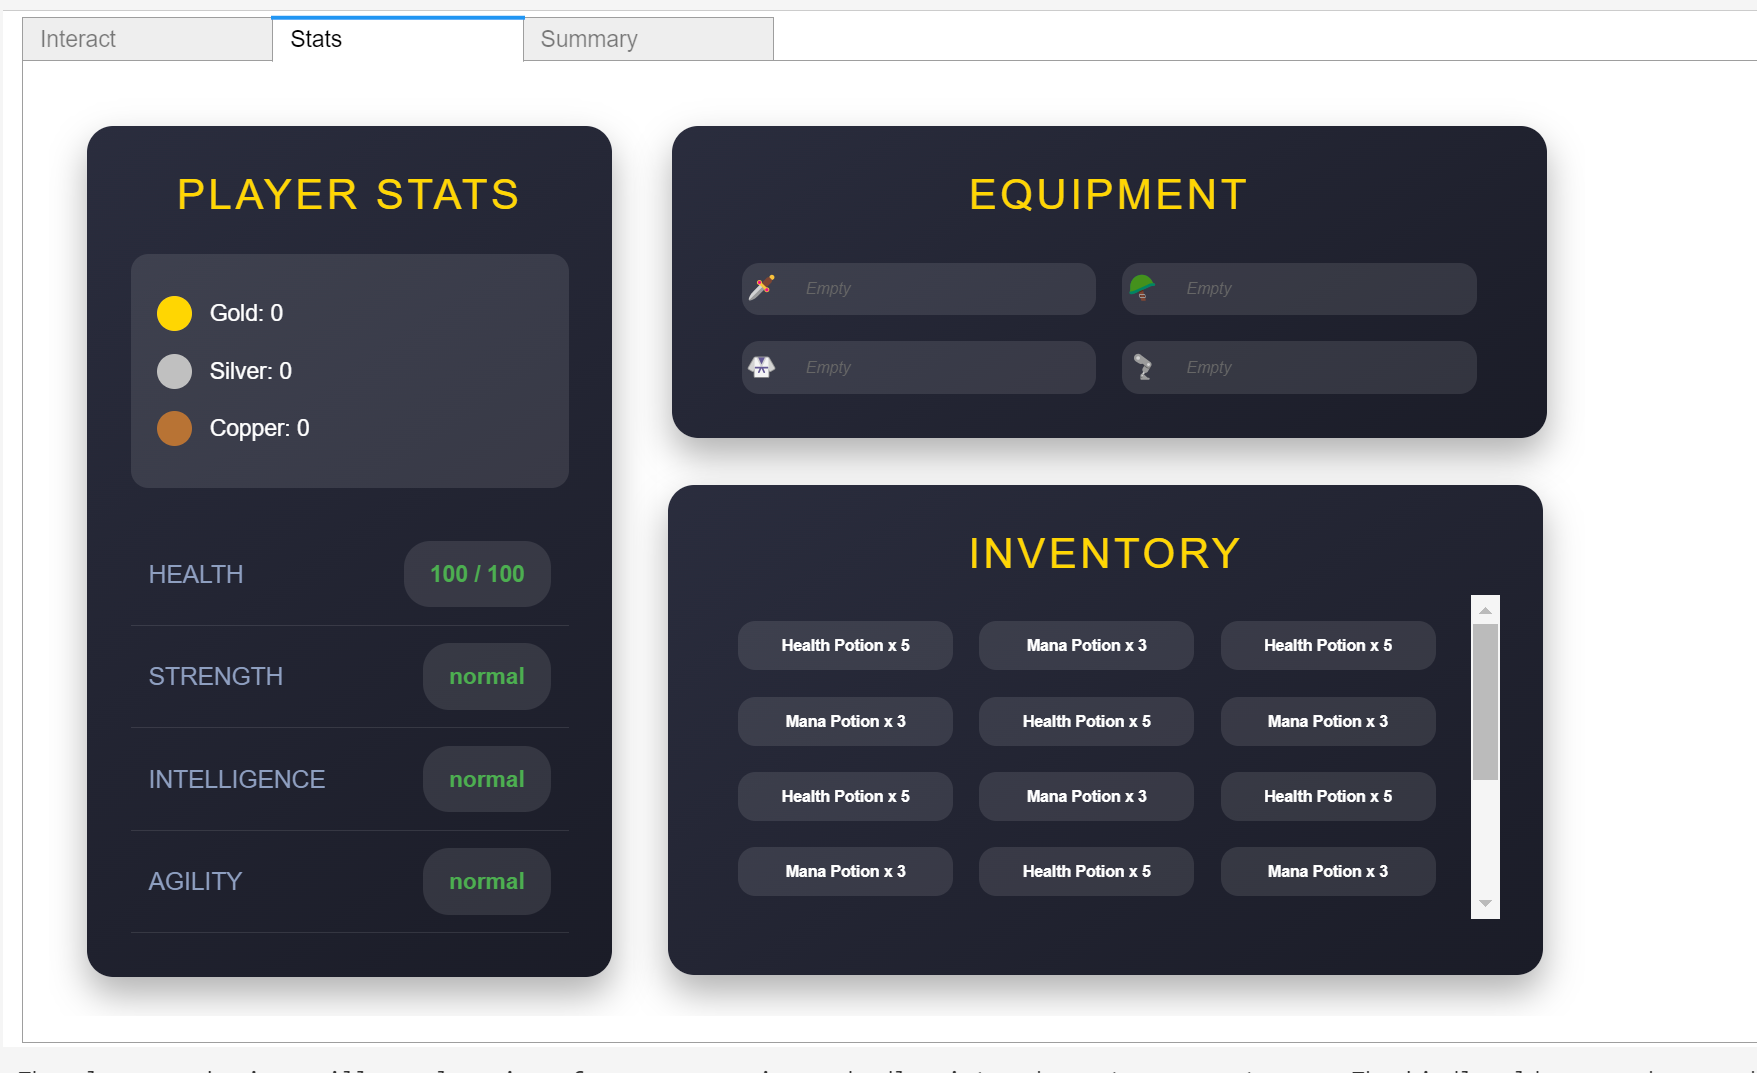 Interact
Stats
Summary
PLAYER STATS
Gold: 0
Silver: 0
Copper: 0
HEALTH
100 / 100
STRENGTH
normal
INTELLIGENCE
normal
AGILITY
normal
EQUIPMENT
Empty
Empty
Empty
Empty
INVENTORY
Health Potion x 5
Mana Potion x 3
Health Potion x 5
Mana Potion x 3
Health Potion x 5
Mana Potion x 3
Health Potion x 5
Mana Potion x 3
Health Potion x 5
Mana Potion x 3
Health Potion x 5
Mana Potion x 3